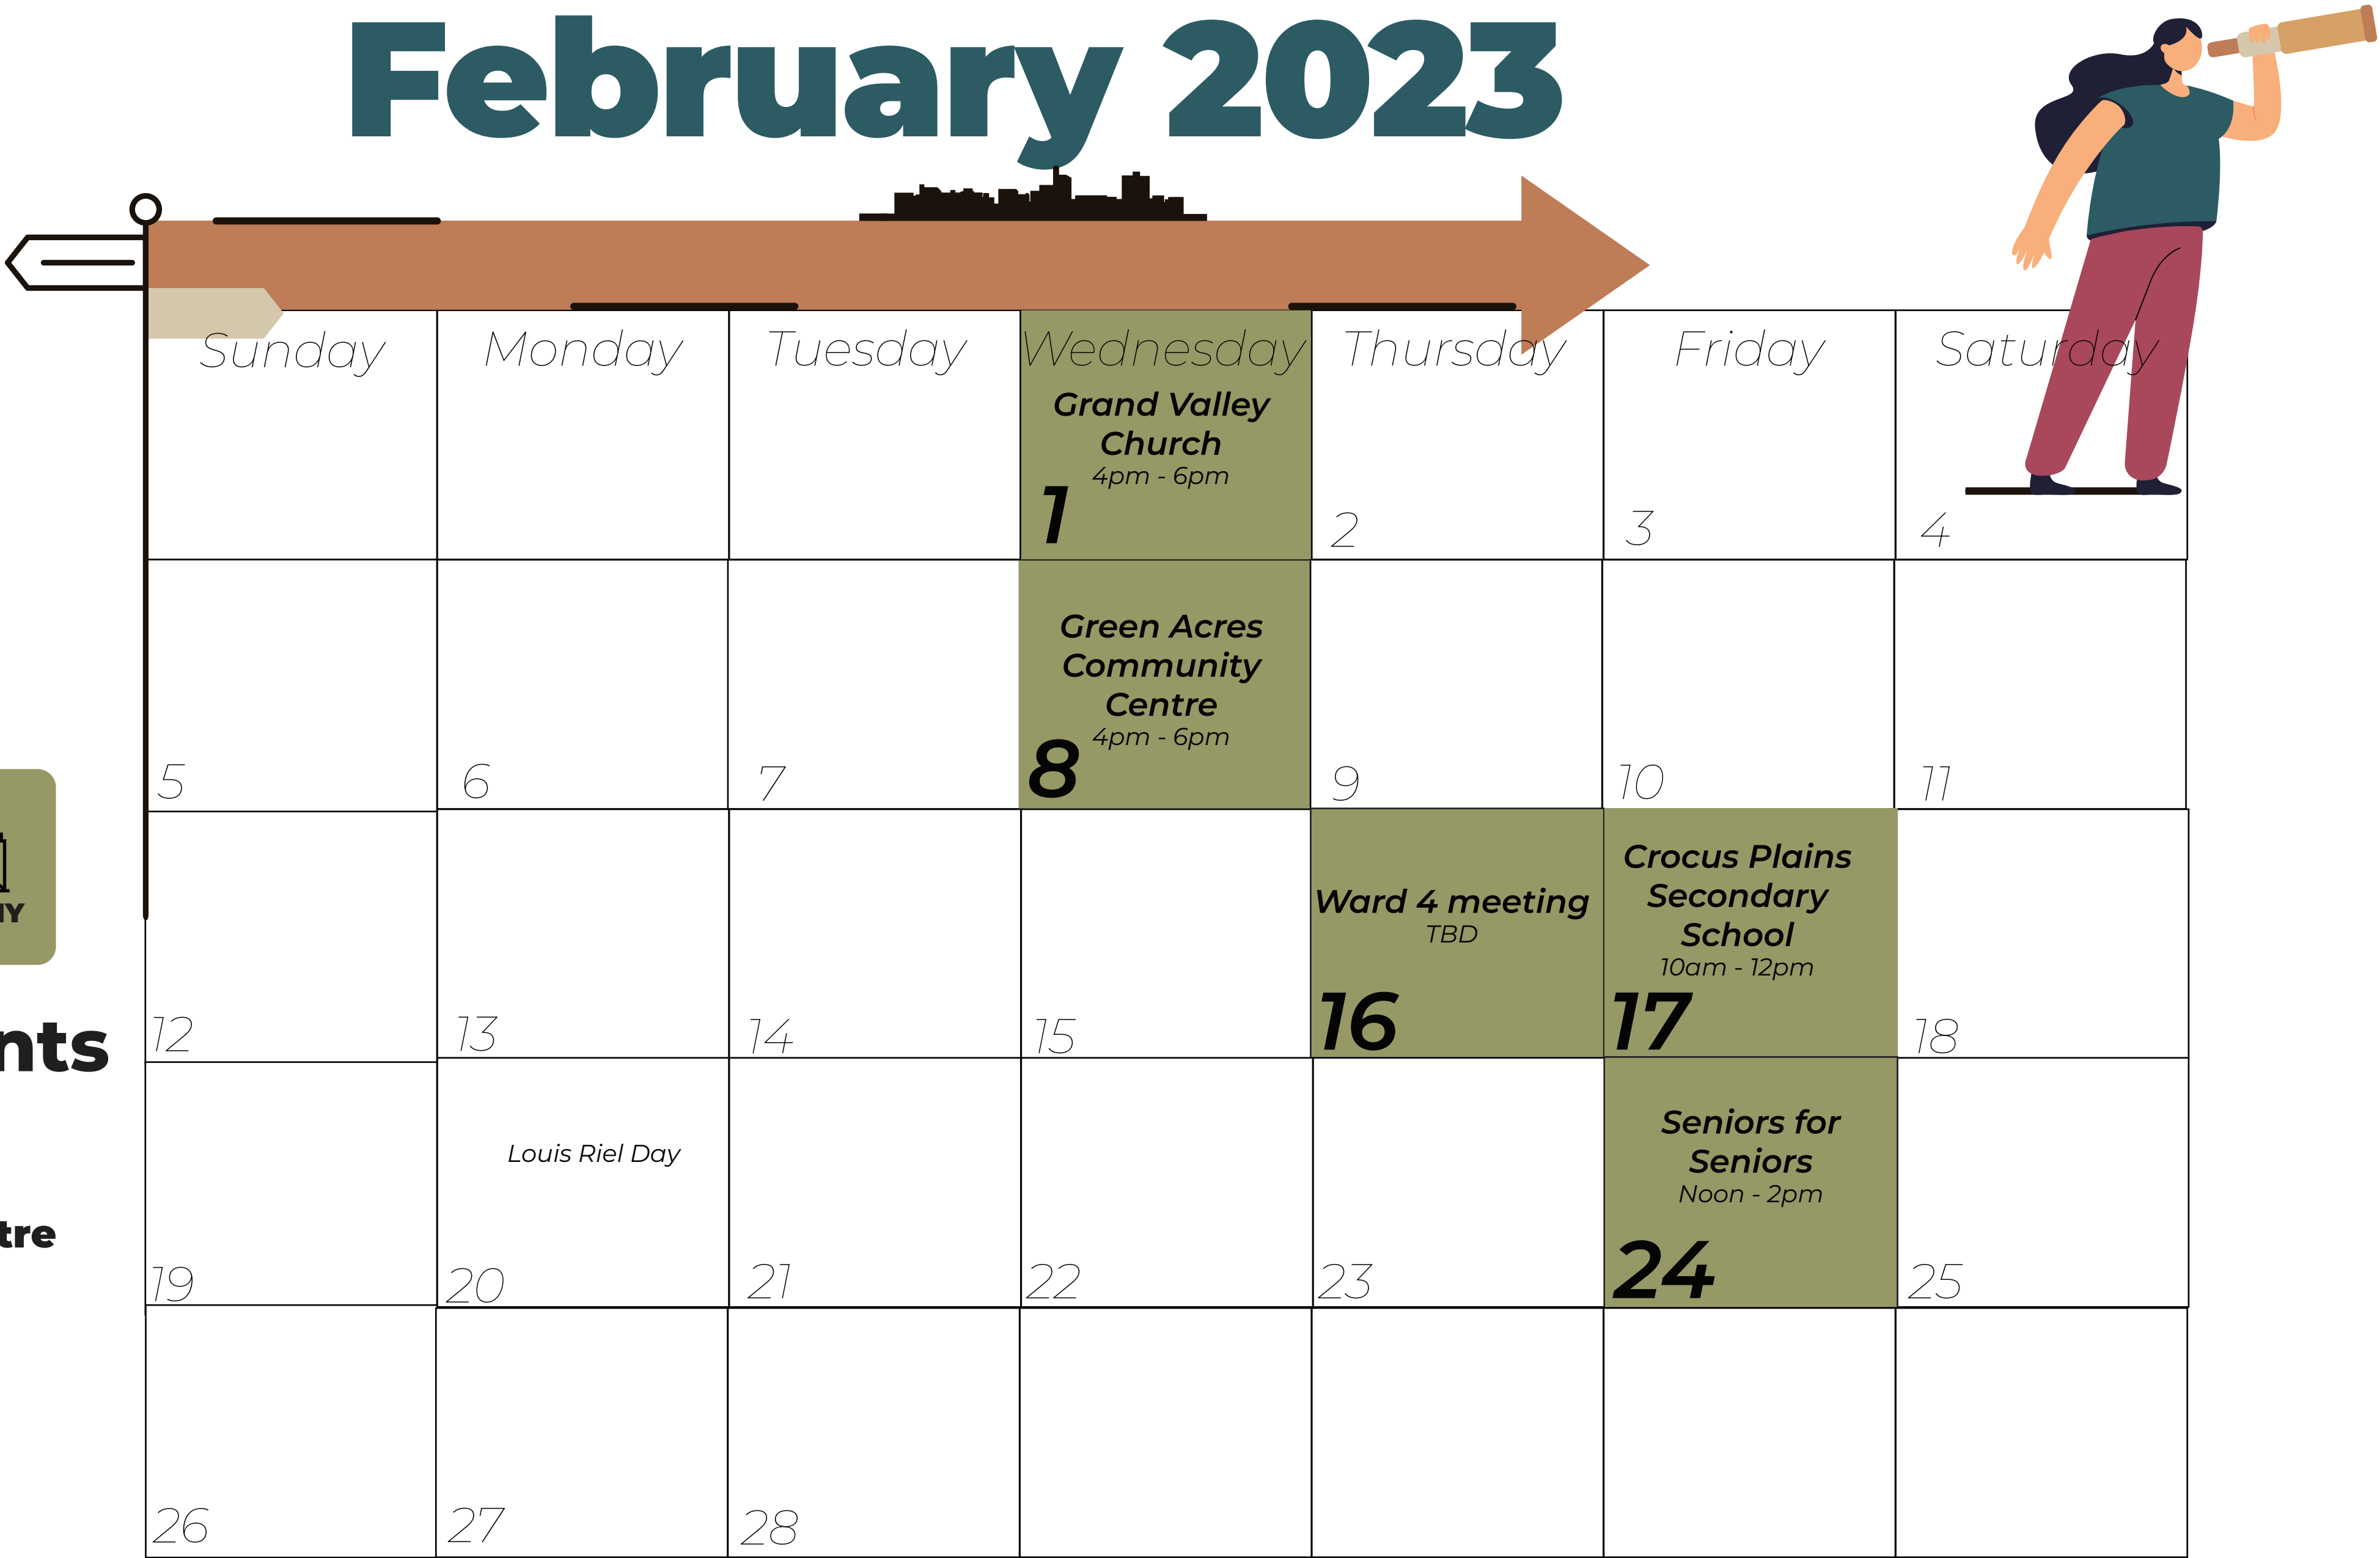 February 2023
Sunday Monday Tuesday Wednesday Thursday Friday Saturday
Grand Valley
Church
4pm - 6pm
1 2 3 4
Green Acres
Community
Centre
4pm - 6pm
5 6 7 8 9 10 11
Ward 4 meeting
TBD
Crocus Plains
Secondary
School
10am - 12pm
12 13 14 15 16 17 18
Louis Riel Day
Seniors for
Seniors
Noon - 2pm
19 20 21 22 23 24 25
26 27 28
nts
tre